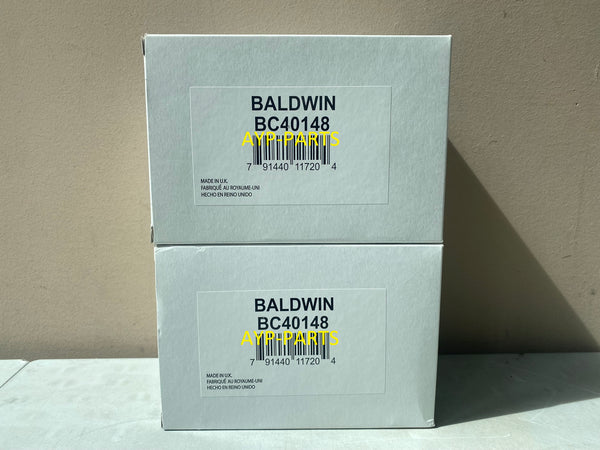 BALDWIN
BC40148
AYP-PARTS
7 91440 11720 4
MADE IN U.K.
FABRIQUÉ AU ROYAUME-UNI
HECHO EN REINO UNIDO
BALDWIN
BC40148
AYP-PARTS
7 91440 11720 4
MADE IN U.K.
FABRIQUÉ AU ROYAUME-UNI
HECHO EN REINO UNIDO